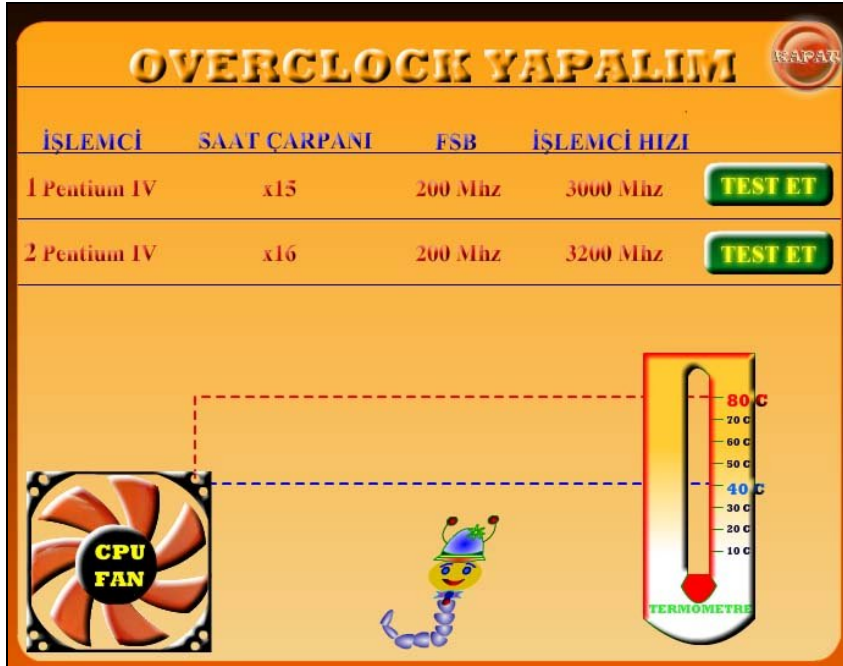 OVERCLOCK YAPALIM
KAPAT
İŞLEMCİ SAAT ÇARPANI FSB İŞLEMCİ HIZI
1 Pentium IV x15 200 Mhz 3000 Mhz TEST ET
2 Pentium IV x16 200 Mhz 3200 Mhz TEST ET
80 C
70 C
60 C
50 C
40 C
30 C
20 C
10 C
CPU
FAN
TERMOMETRE